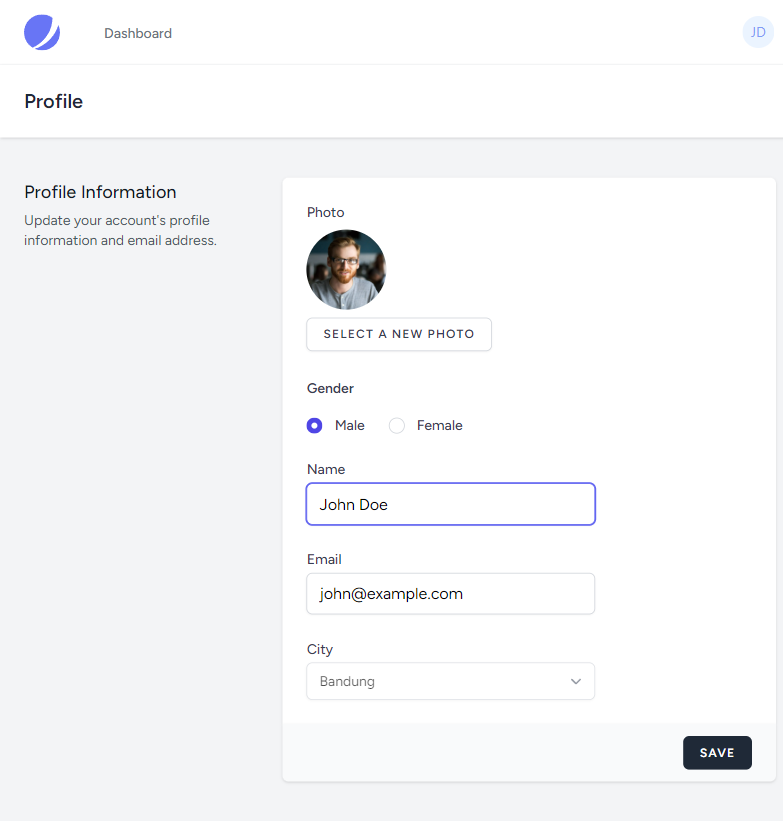 Dashboard
JD
Profile
Profile Information
Update your account's profile
information and email address.
Photo
SELECT A NEW PHOTO
Gender
Male
Female
Name
John Doe
Email
john@example.com
City
Bandung
SAVE